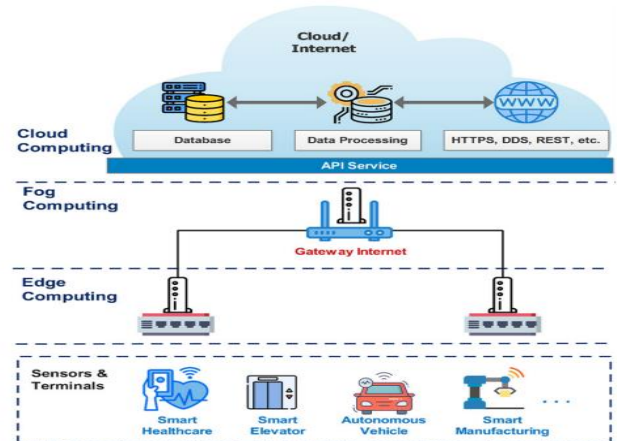 Cloud/
Internet
WWW
Cloud
Computing
Database
Data Processing
HTTPS, DDS, REST, etc.
API Service
Fog
Computing
Gateway Internet
Edge
Computing
Sensors &
Terminals
...
Smart
Healthcare
Smart
Elevator
Autonomous
Vehicle
Smart
Manufacturing